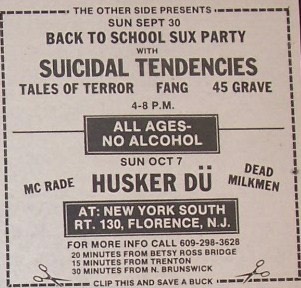 THE OTHER SIDE PRESENTS
SUN SEPT 30
BACK TO SCHOOL SUX PARTY
WITH
SUICIDAL TENDENCIES
TALES OF TERROR FANG 45 GRAVE
4-8 P.M.
ALL AGES-
NO ALCOHOL
SUN OCT 7
MC RADE HUSKER DÜ DEAD MILKMEN
AT: NEW YORK SOUTH
RT. 130, FLORENCE, N.J.
FOR MORE INFO CALL 609-298-3628
20 MINUTES FROM BETSY ROSS BRIDGE
15 MINUTES FROM TRENTON
30 MINUTES FROM N. BRUNSWICK
CLIP THIS AND SAVE A BUCK